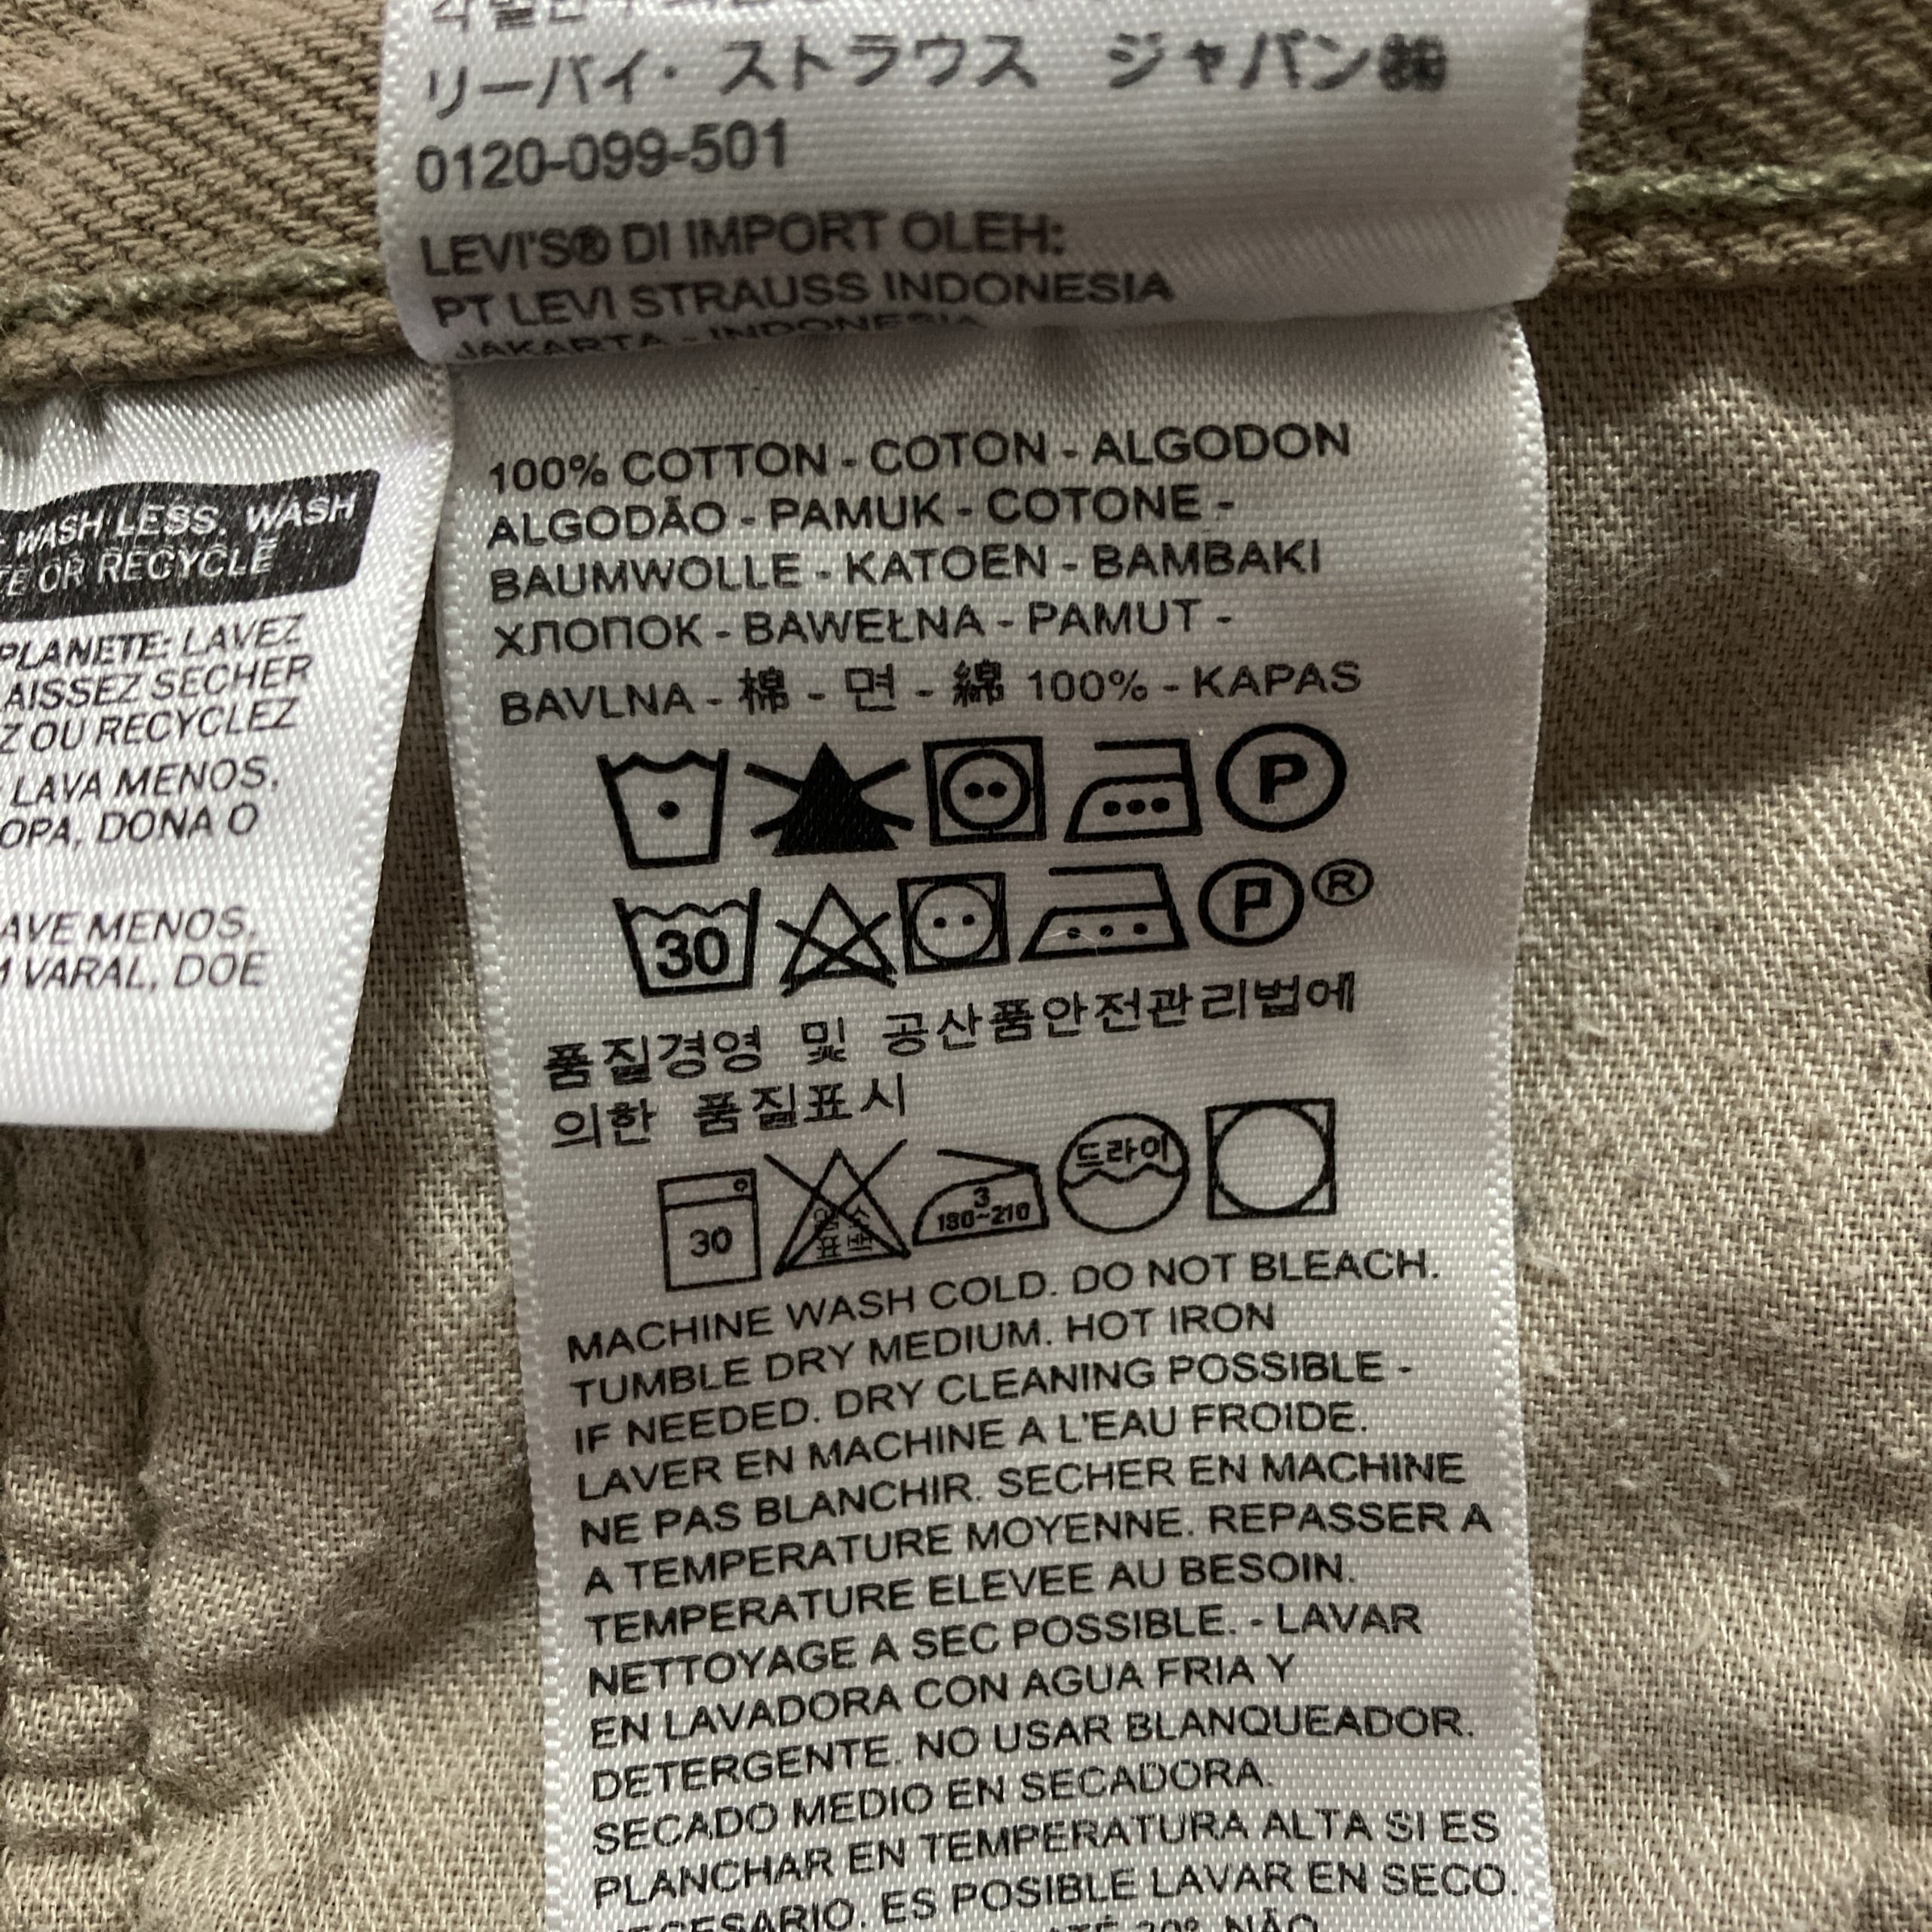 リーバイ・ストラウス ジャパン㈱
0120-099-501
LEVI'S® DI IMPORT OLEH:
PT LEVI STRAUSS INDONESIA
JAKARTA - INDONESIA
WASH LESS, WASH
OR RECYCLE
PLANETE: LAVEZ
SECHER
OU RECYCLEZ
LAVA MENOS,
DONA O
MENOS,
VARAL, DOE
100% COTTON - COTON - ALGODON
ALGODÃO - PAMUK - COTONE -
BAUMWOLLE - KATOEN - BAMBAKI
ХЛОПОК - BAWEŁNA - PAMUT -
BAVLNA - 棉 - 면 - 綿 100% - KAPAS
P
30 P ®
품질경영 및 공산품안전관리법에
의한 품질표시
30 3 180~210 드라이
MACHINE WASH COLD. DO NOT BLEACH.
TUMBLE DRY MEDIUM. HOT IRON
IF NEEDED. DRY CLEANING POSSIBLE -
LAVER EN MACHINE A L'EAU FROIDE.
NE PAS BLANCHIR. SECHER EN MACHINE
A TEMPERATURE MOYENNE. REPASSER A
TEMPERATURE ELEVEE AU BESOIN.
NETTOYAGE A SEC POSSIBLE. - LAVAR
EN LAVADORA CON AGUA FRIA Y
DETERGENTE. NO USAR BLANQUEADOR.
SECADO MEDIO EN SECADORA.
PLANCHAR EN TEMPERATURA ALTA SI ES
NECESARIO. ES POSIBLE LAVAR EN SECO.
ATÉ 30º NÃO